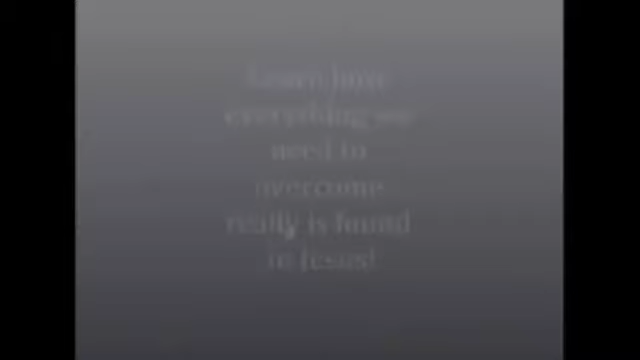 Learn how
everything we
need to
overcome
really is found
in Jesus!